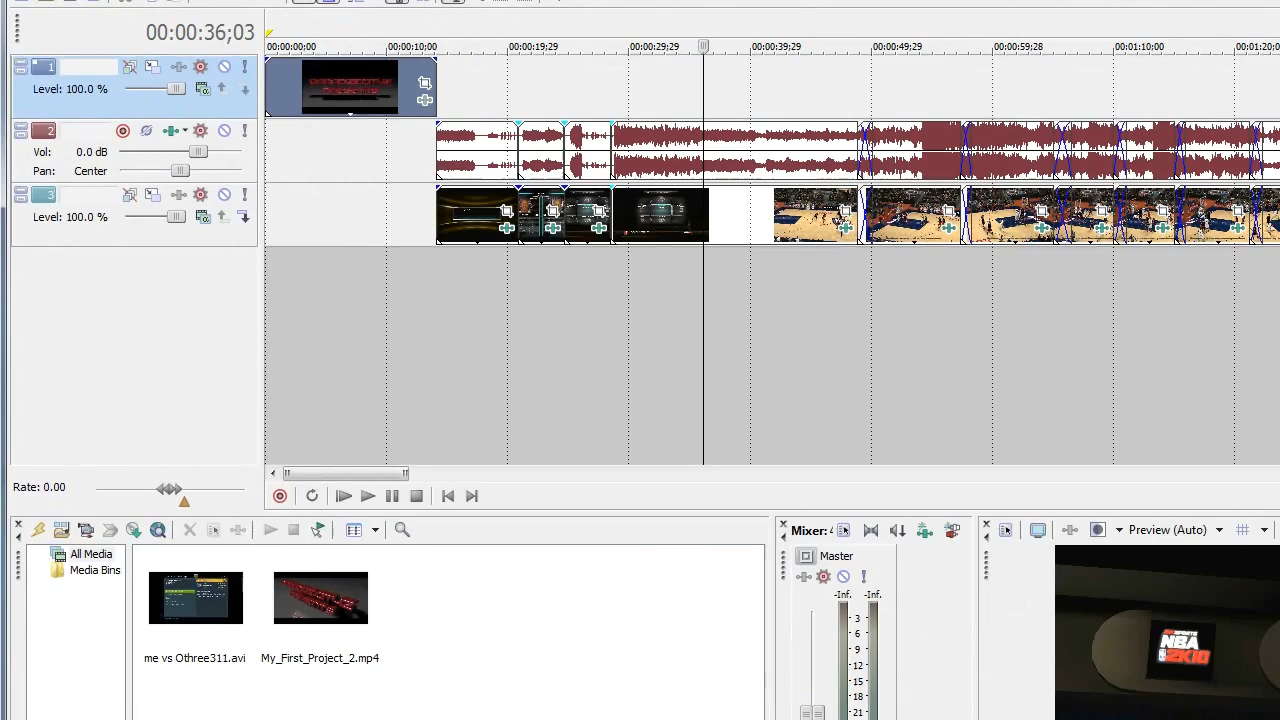 00:00:36;03
00:00:00;00 00:00:10;00 00:00:19;29 00:00:29;29 00:00:39;29 00:00:49;29 00:00:59;28 00:01:10;00 00:01:20;0
1
Level: 100.0 %
2
Vol: 0.0 dB
Pan: Center
3
Level: 100.0 %
Rate: 0.00
Mixer:
Preview (Auto)
All Media
Media Bins
Master
-Inf. -Inf.
3
6
9
12
15
18
21
me vs Othree311.avi
My_First_Project_2.mp4
NBA
2K10